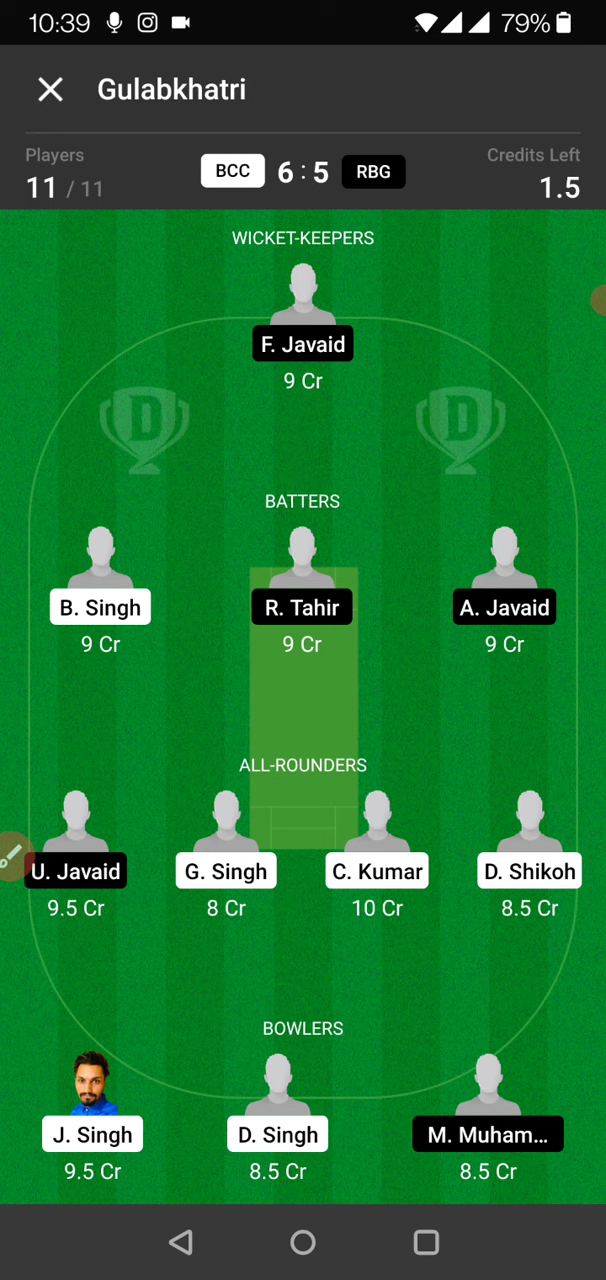 10:39 79%
Gulabkhatri
Players Credits Left
11 / 11 BCC 6 : 5 RBG 1.5
WICKET-KEEPERS
F. Javaid
9 Cr
D D
BATTERS
B. Singh R. Tahir A. Javaid
9 Cr 9 Cr 9 Cr
ALL-ROUNDERS
U. Javaid G. Singh C. Kumar D. Shikoh
9.5 Cr 8 Cr 10 Cr 8.5 Cr
BOWLERS
J. Singh D. Singh M. Muham...
9.5 Cr 8.5 Cr 8.5 Cr